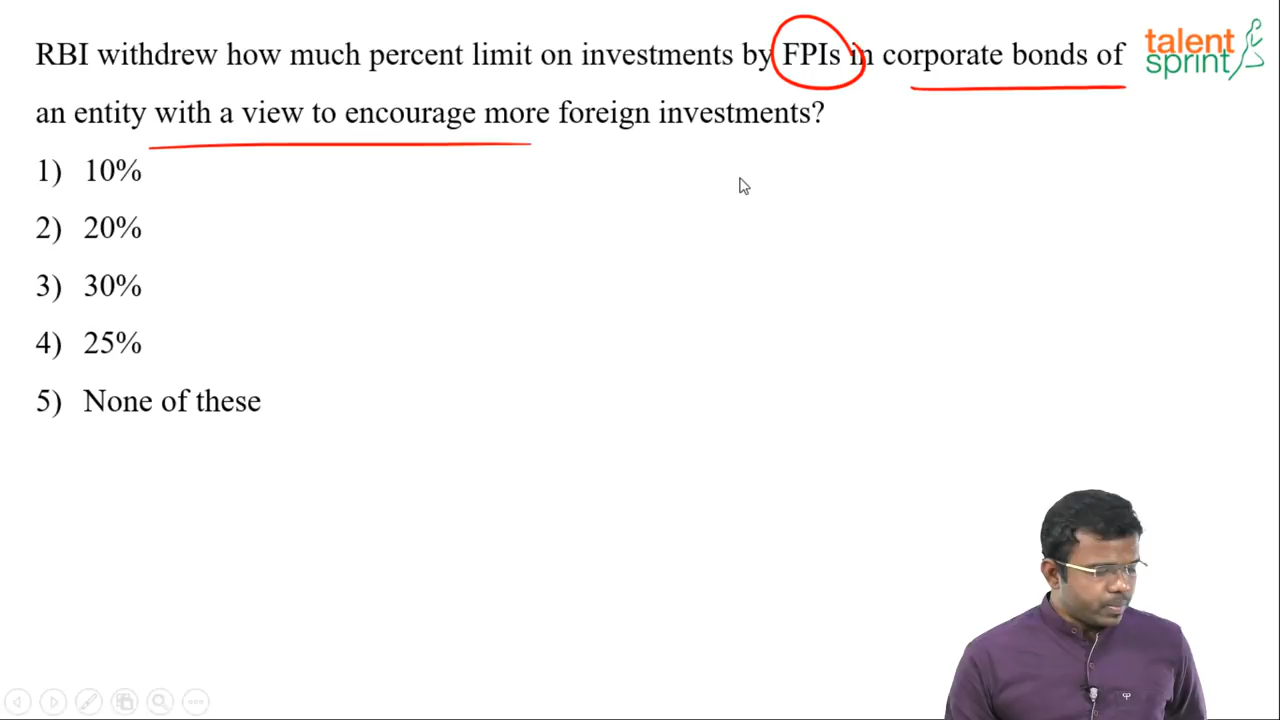 RBI withdrew how much percent limit on investments by FPIs in corporate bonds of
an entity with a view to encourage more foreign investments?
1) 10%
2) 20%
3) 30%
4) 25%
5) None of these
talent
sprint